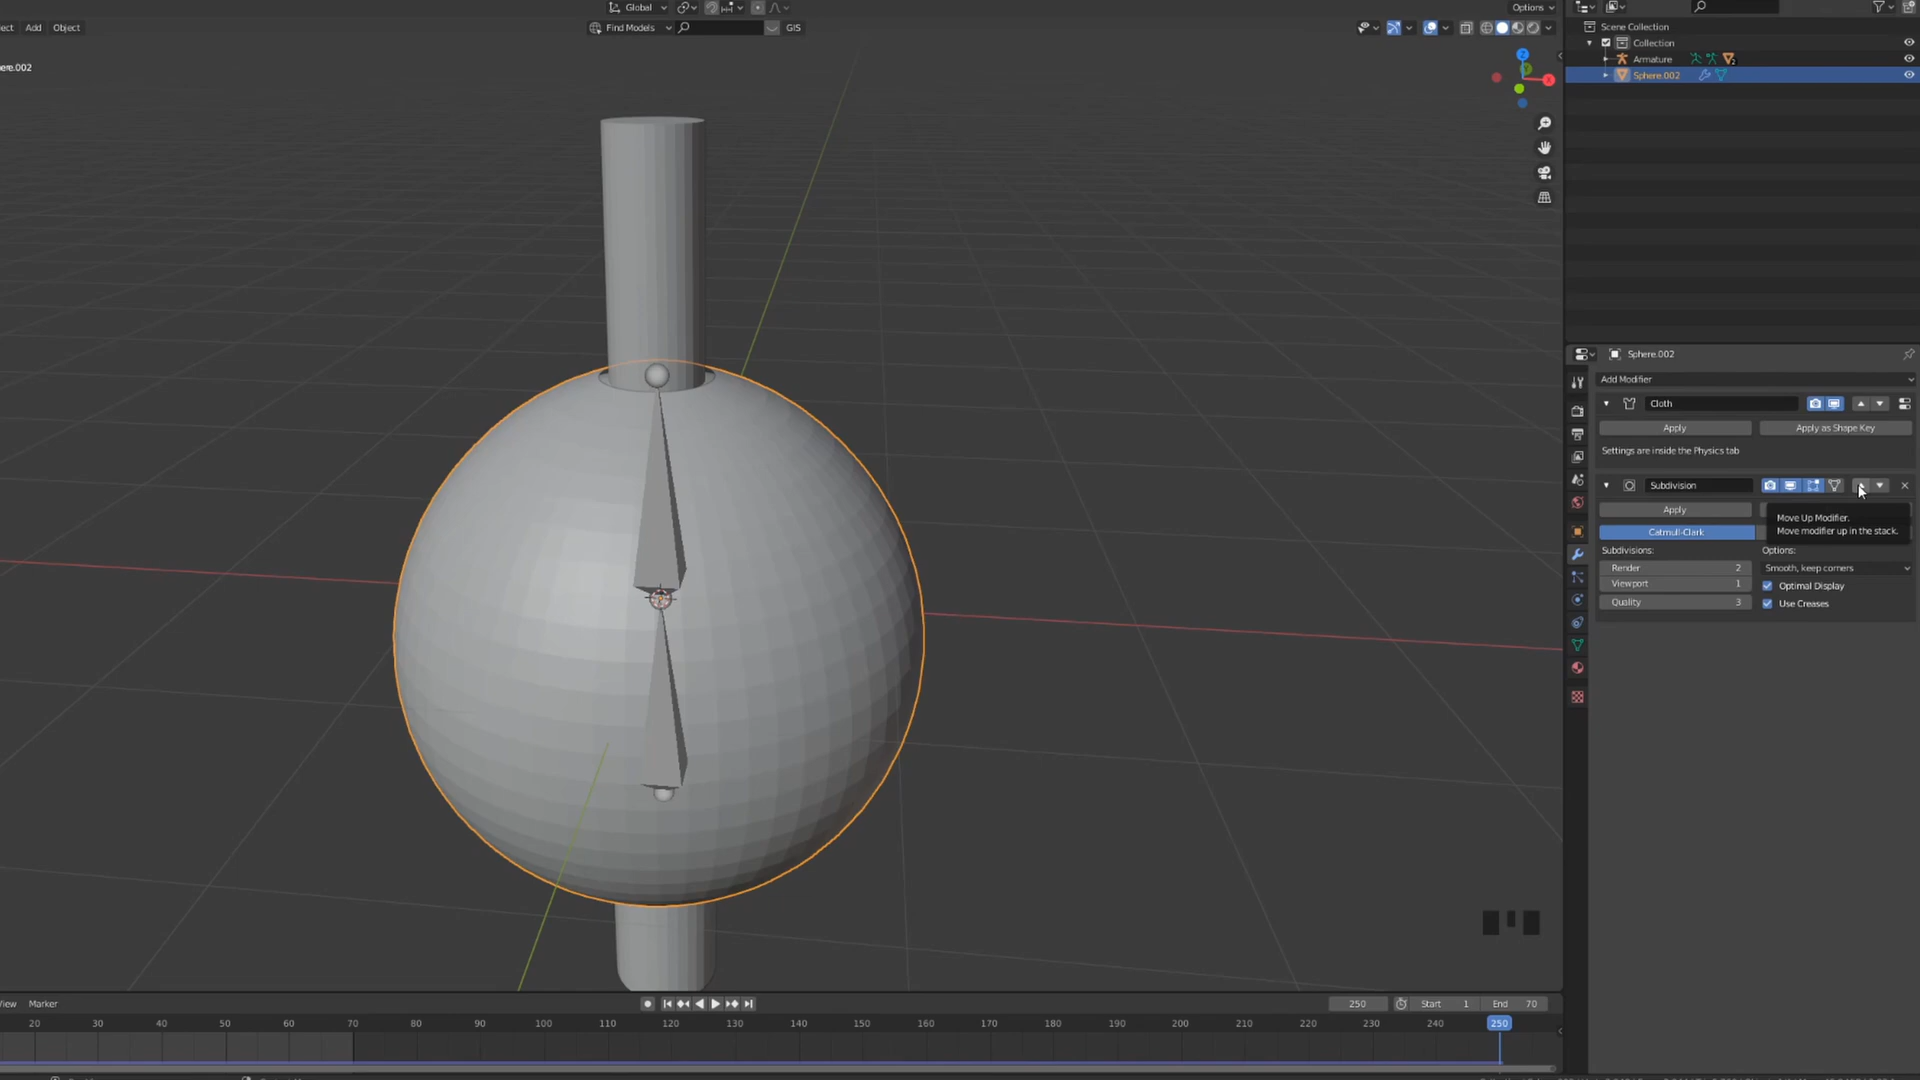 Global
Options
ect Add Object
Find Models
GIS
ere.002
Scene Collection
Collection
Armature
Sphere.002
Sphere.002
Add Modifier
Cloth
Apply
Apply as Shape Key
Settings are inside the Physics tab
Subdivision
Apply
Move Up Modifier.
Move modifier up in the stack.
Catmull-Clark
Subdivisions:
Options:
Render 2
Smooth, keep corners
Viewport 1
Optimal Display
Quality 3
Use Creases
X
Z
View Marker
250
Start 1
End 70
20 30 40 50 60 70 80 90 100 110 120 130 140 150 160 170 180 190 200 210 220 230 240 250